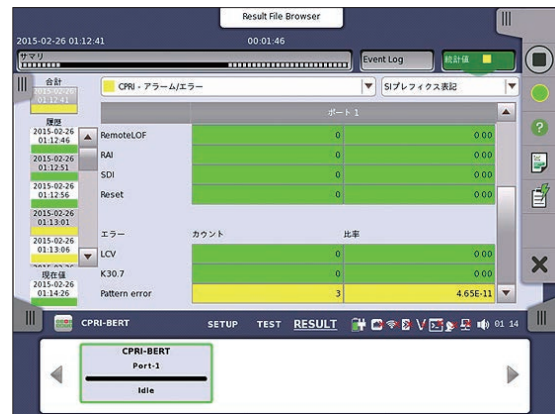 Result File Browser
2015-02-26 01:12:41
00:01:46
サマリ
Event Log
統計値
合計
2015-02-26
01:12:41
CPRI - アラーム/エラー
SIプレフィクス表記
ポート 1
履歴
2015-02-26
01:12:46
2015-02-26
01:12:51
2015-02-26
01:12:56
2015-02-26
01:13:01
2015-02-26
01:13:06
現在値
2015-02-26
01:14:26
RemoteLOF 0 0.00
RAI 0 0.00
SDI 0 0.00
Reset 0 0.00
エラー カウント 比率
LCV 0 0.00
K30.7 0 0.00
Pattern error 3 4.65E-11
CPRI-BERT SETUP TEST RESULT 01 14
CPRI-BERT
Port-1
Idle